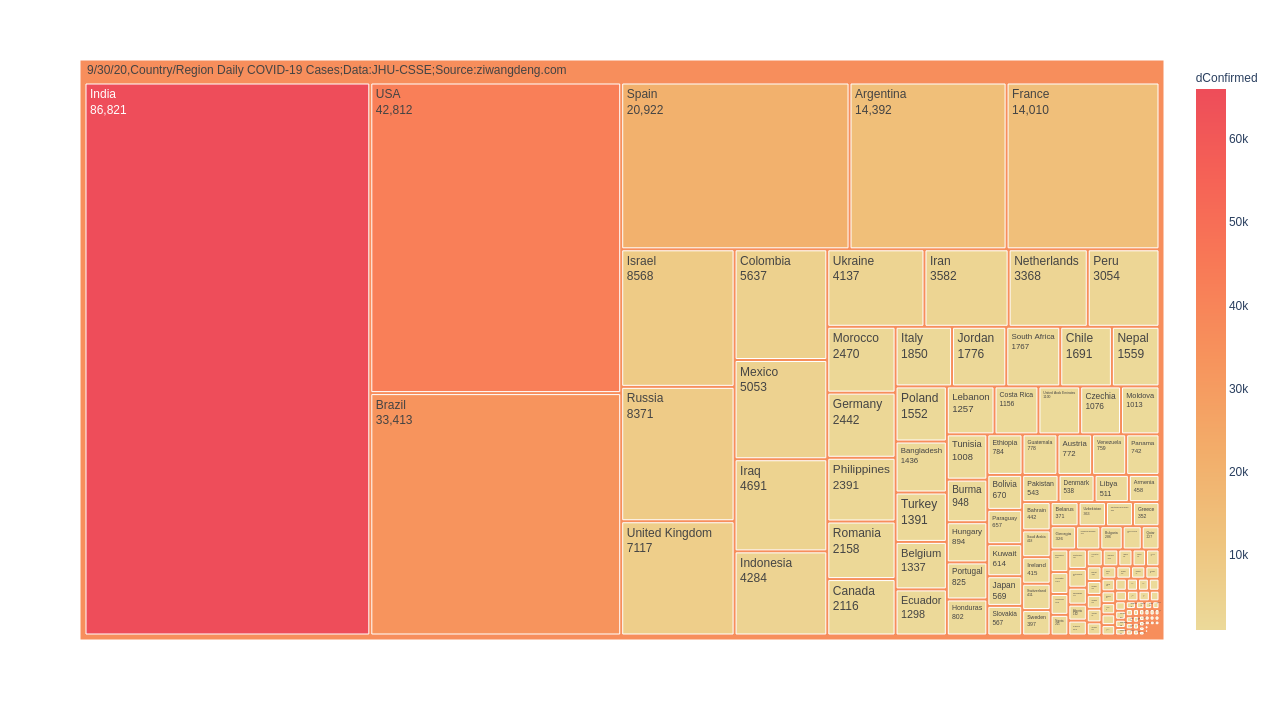 9/30/20,Country/Region Daily COVID-19 Cases;Data:JHU-CSSE;Source:ziwangdeng.com
India
86,821
USA
42,812
Brazil
33,413
Spain
20,922
Argentina
14,392
France
14,010
Israel
8568
Russia
8371
United Kingdom
7117
Colombia
5637
Mexico
5053
Iraq
4691
Indonesia
4284
Ukraine
4137
Iran
3582
Netherlands
3368
Peru
3054
Morocco
2470
Germany
2442
Philippines
2391
Romania
2158
Canada
2116
Italy
1850
Jordan
1776
South Africa
1767
Chile
1691
Nepal
1559
Poland
1552
Bangladesh
1436
Turkey
1391
Belgium
1337
Ecuador
1298
Lebanon
1257
Costa Rica
1156
United Arab Emirates
Czechia
1076
Moldova
1013
Tunisia
1008
Burma
948
Hungary
894
Portugal
825
Honduras
802
Ethiopia
784
Guatemala
778
Austria
772
Venezuela
759
Panama
742
Bolivia
670
Paraguay
657
Kuwait
614
Japan
569
Slovakia
567
Pakistan
543
Denmark
538
Libya
511
Armenia
458
Bahrain
442
Ireland
415
Sweden
397
Belarus
371
Greece
352
dConfirmed
60k
50k
40k
30k
20k
10k